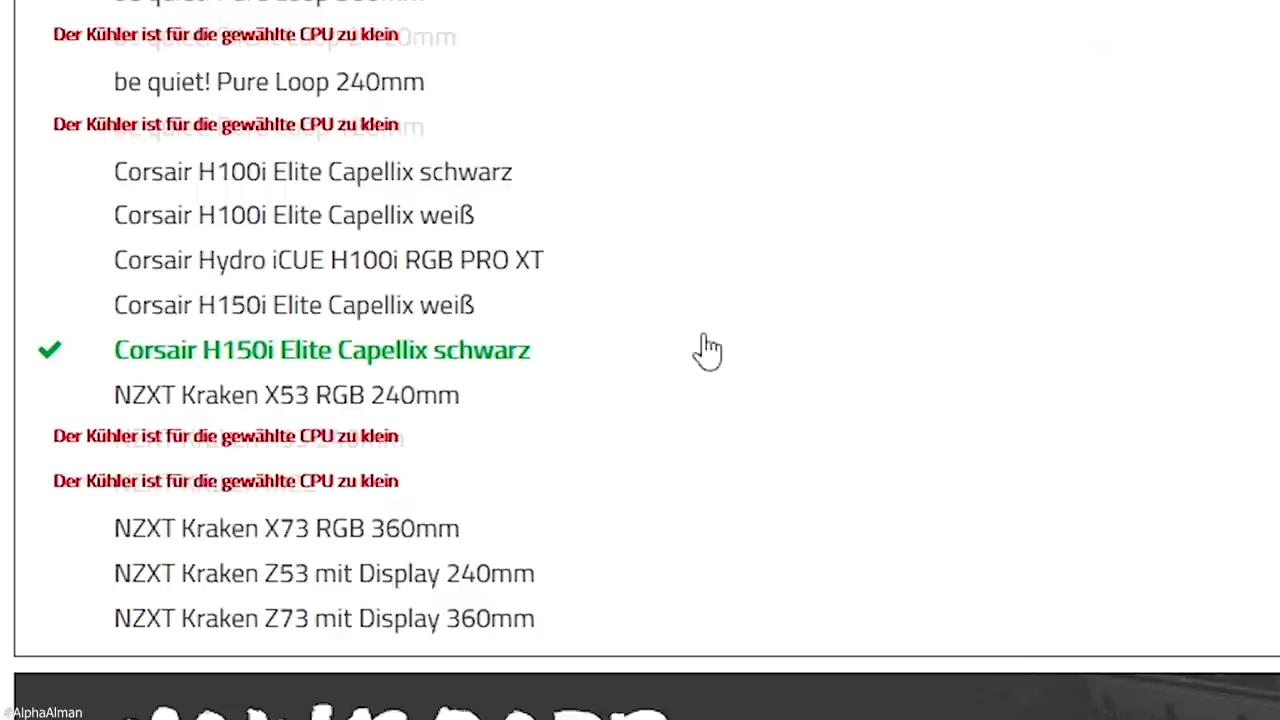 Der Kühler ist für die gewählte CPU zu klein
be quiet! Pure Loop 240mm
Der Kühler ist für die gewählte CPU zu klein
Corsair H100i Elite Capellix schwarz
Corsair H100i Elite Capellix weiß
Corsair Hydro iCUE H100i RGB PRO XT
Corsair H150i Elite Capellix weiß
Corsair H150i Elite Capellix schwarz
NZXT Kraken X53 RGB 240mm
Der Kühler ist für die gewählte CPU zu klein
Der Kühler ist für die gewählte CPU zu klein
NZXT Kraken X73 RGB 360mm
NZXT Kraken Z53 mit Display 240mm
NZXT Kraken Z73 mit Display 360mm
@AlphaAlman